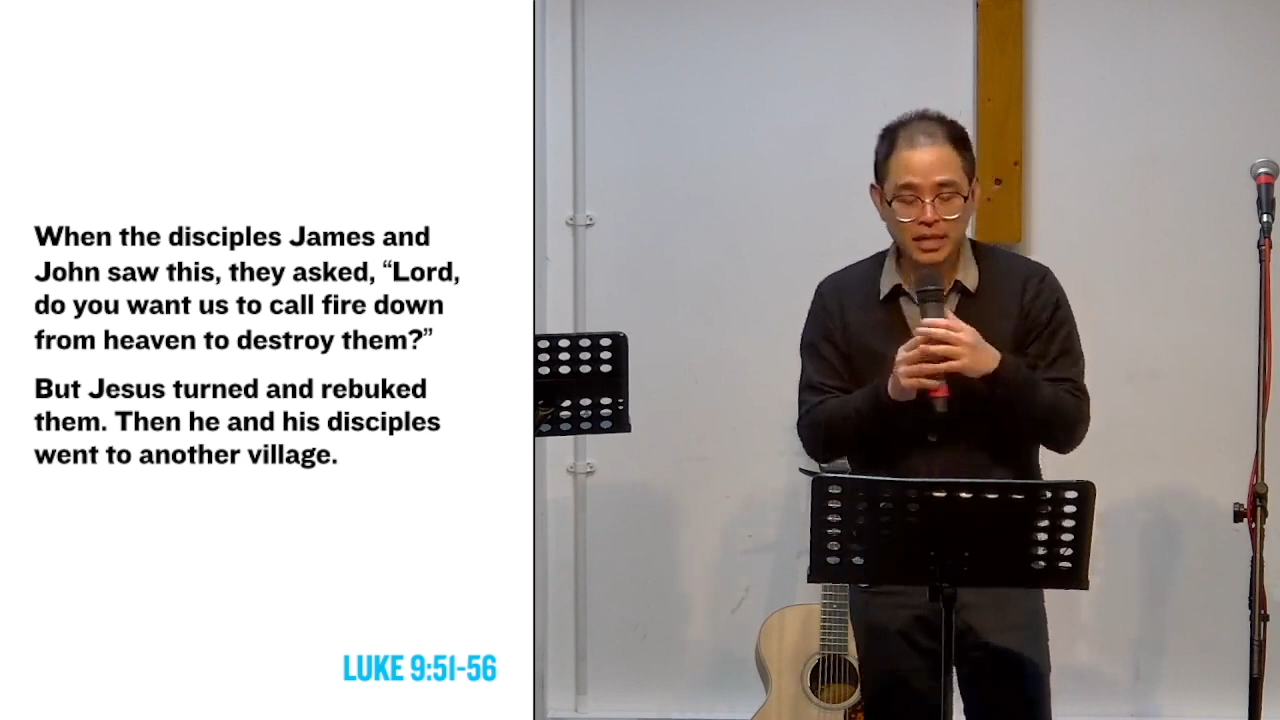 When the disciples James and
John saw this, they asked, “Lord,
do you want us to call fire down
from heaven to destroy them?”
But Jesus turned and rebuked
them. Then he and his disciples
went to another village.
LUKE 9:51-56